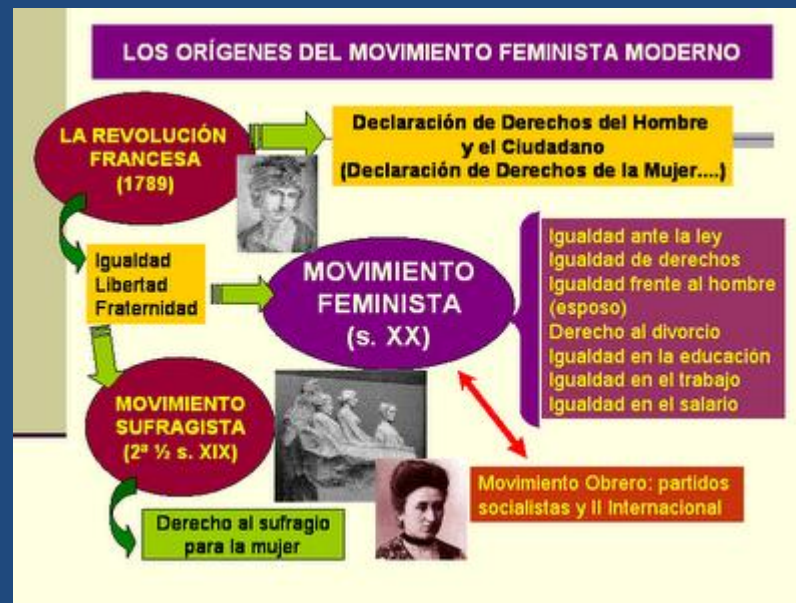 LOS ORÍGENES DEL MOVIMIENTO FEMINISTA MODERNO
LA REVOLUCIÓN
FRANCESA
(1789)
Declaración de Derechos del Hombre
y el Ciudadano
(Declaración de Derechos de la Mujer....)
Igualdad
Libertad
Fraternidad
MOVIMIENTO
FEMINISTA
(s. XX)
Igualdad ante la ley
Igualdad de derechos
Igualdad frente al hombre
(esposo)
Derecho al divorcio
Igualdad en la educación
Igualdad en el trabajo
Igualdad en el salario
MOVIMIENTO
SUFRAGISTA
(2ª ½ s. XIX)
Movimiento Obrero: partidos
socialistas y II Internacional
Derecho al sufragio
para la mujer